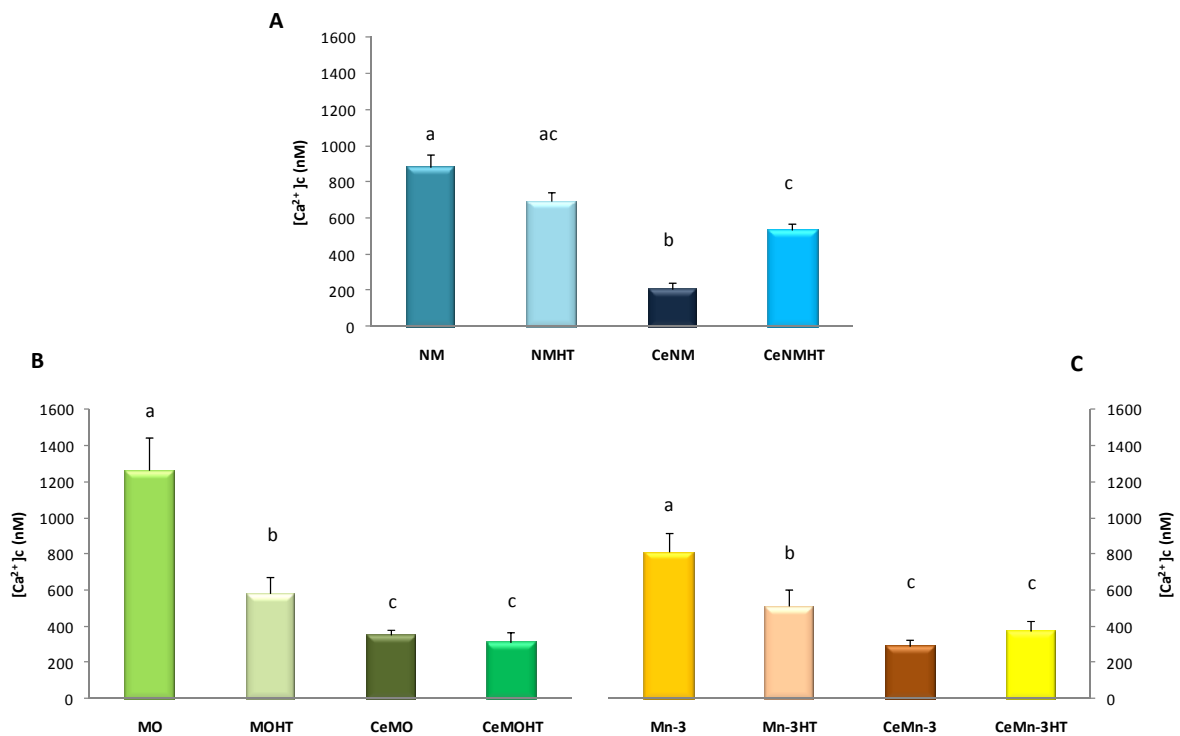 A
1600
1400
1200
1000
800
600
400
200
0
[Ca²⁺]c (nM)
a
ac
b
c
NM NMHT CeNM CeNMHT
B
1600
1400
1200
1000
800
600
400
200
0
[Ca²⁺]c (nM)
a
b
c
c
MO MOHT CeMO CeMOHT
C
1600
1400
1200
1000
800
600
400
200
0
[Ca²⁺]c (nM)
a
b
c
c
Mn-3 Mn-3HT CeMn-3 CeMn-3HT